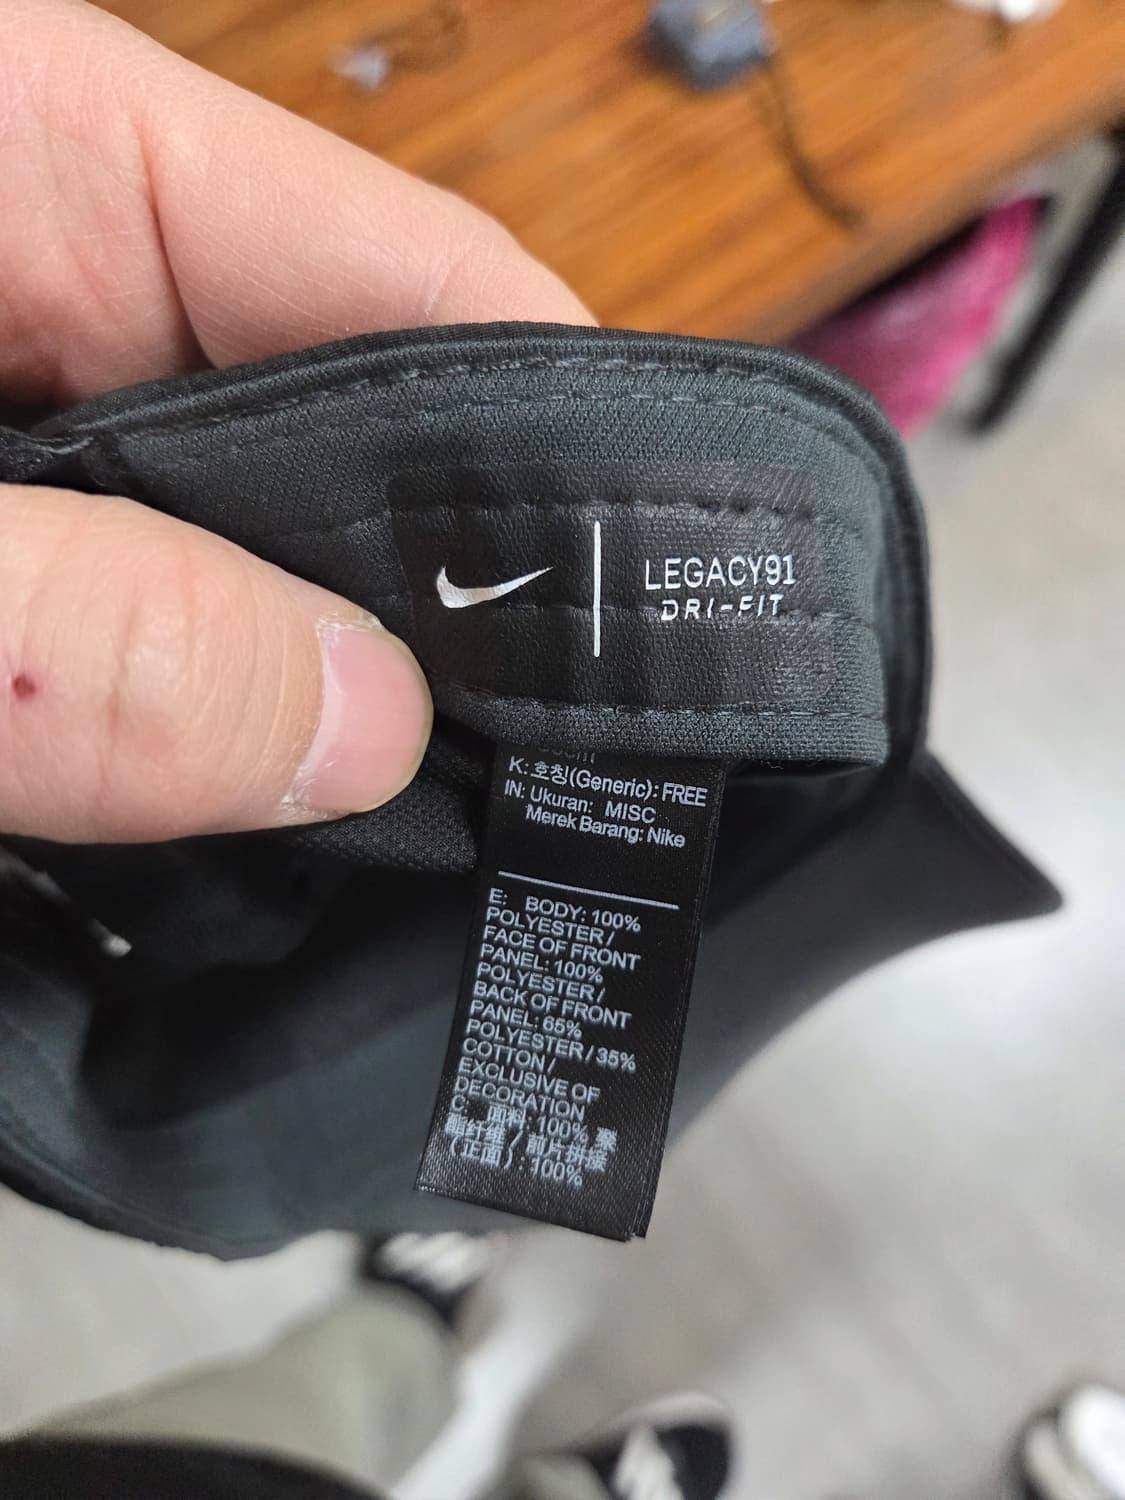 LEGACY91
DRI-FIT
K: 호칭(Generic): FREE
IN: Ukuran: MISC
Merek Barang: Nike
E: BODY: 100%
POLYESTER /
FACE OF FRONT
PANEL: 100%
POLYESTER /
BACK OF FRONT
PANEL: 65%
POLYESTER / 35%
COTTON /
EXCLUSIVE OF
DECORATION
C: 面料: 100% 聚
酯纤维 / 前片拼接
(正面) : 100%